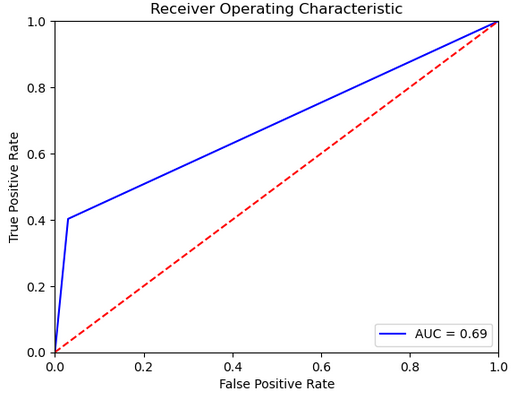 Receiver Operating Characteristic
1.0
0.8
0.6
0.4
0.2
0.0
True Positive Rate
AUC = 0.69
0.0 0.2 0.4 0.6 0.8 1.0
False Positive Rate